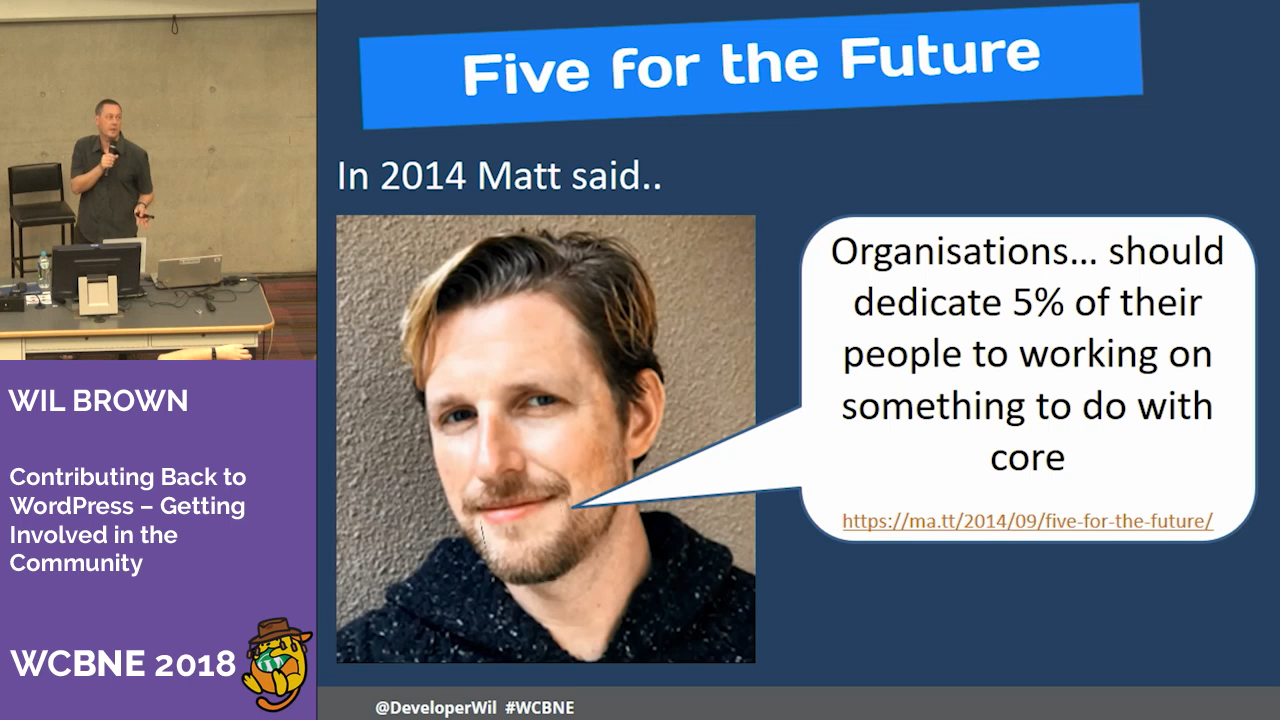 Five for the Future
In 2014 Matt said..
Organisations... should
dedicate 5% of their
people to working on
something to do with
core
https://ma.tt/2014/09/five-for-the-future/
WIL BROWN
Contributing Back to
WordPress – Getting
Involved in the
Community
WCBNE 2018
@DeveloperWil #WCBNE